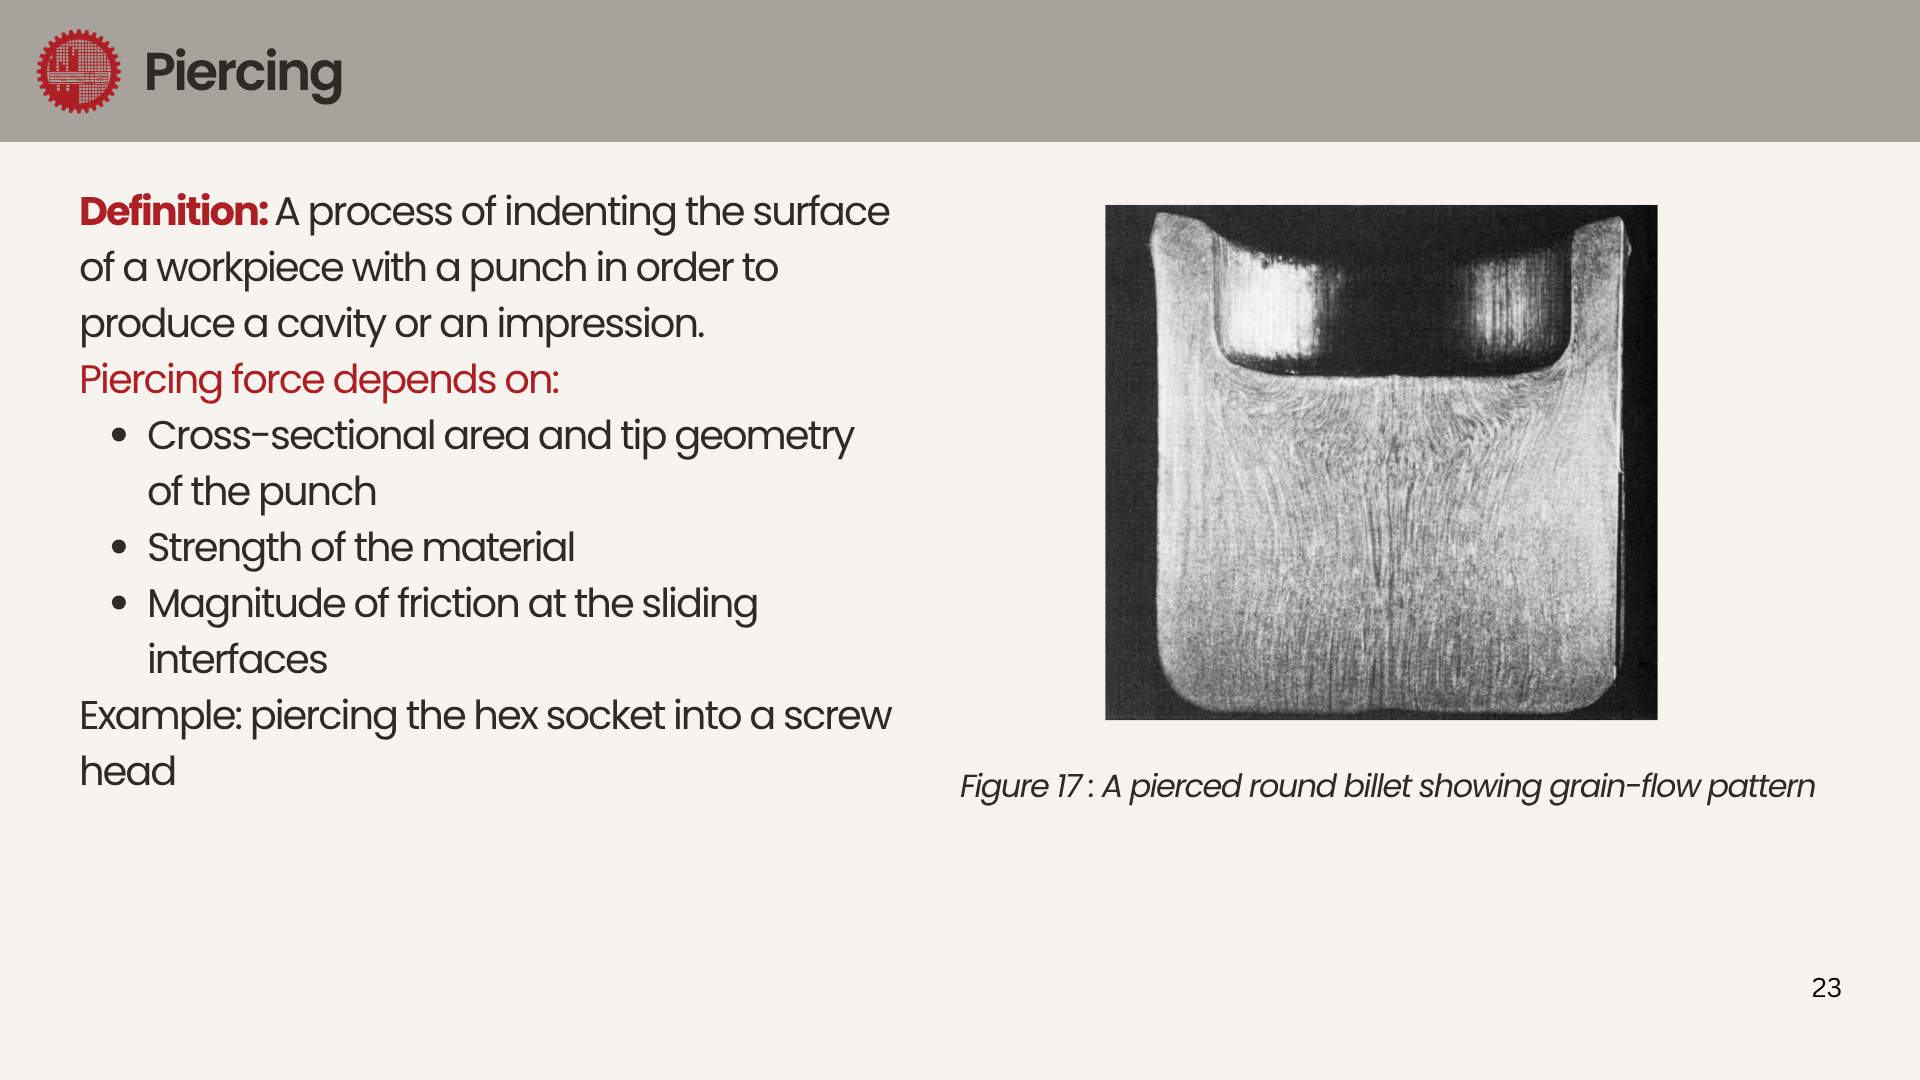 Piercing
Definition: A process of indenting the surface
of a workpiece with a punch in order to
produce a cavity or an impression.
Piercing force depends on:
• Cross-sectional area and tip geometry
of the punch
• Strength of the material
• Magnitude of friction at the sliding
interfaces
Example: piercing the hex socket into a screw
head
Figure 17 : A pierced round billet showing grain-flow pattern
23